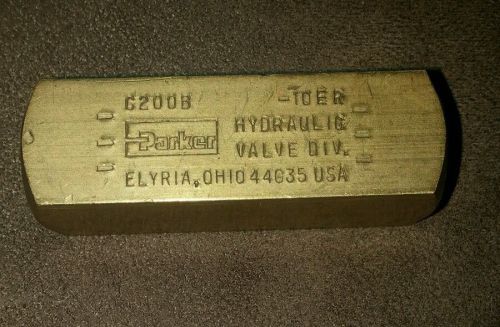 C200B -10ER
Parker HYDRAULIC
VALVE DIV.
ELYRIA, OHIO 44035 USA